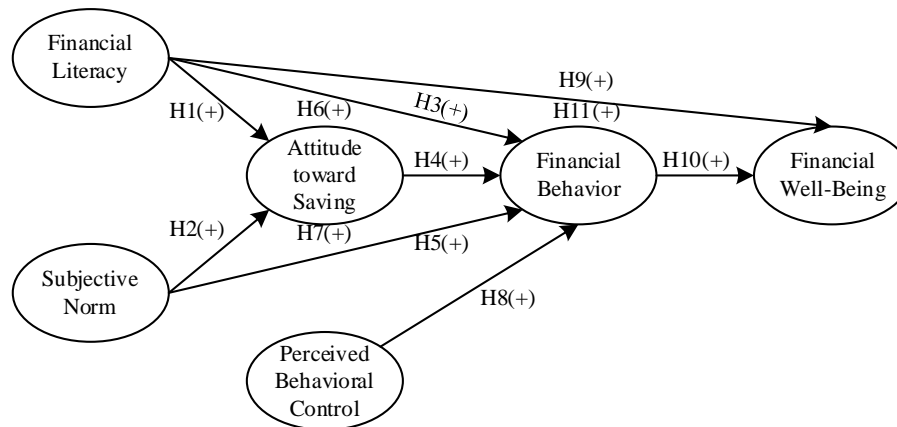 Financial
Literacy
H9(+)
H1(+)
H6(+)
H3(+)
H11(+)
Attitude
toward
Saving
H4(+)
Financial
Behavior
H10(+)
Financial
Well-Being
H2(+)
H7(+)
H5(+)
Subjective
Norm
H8(+)
Perceived
Behavioral
Control